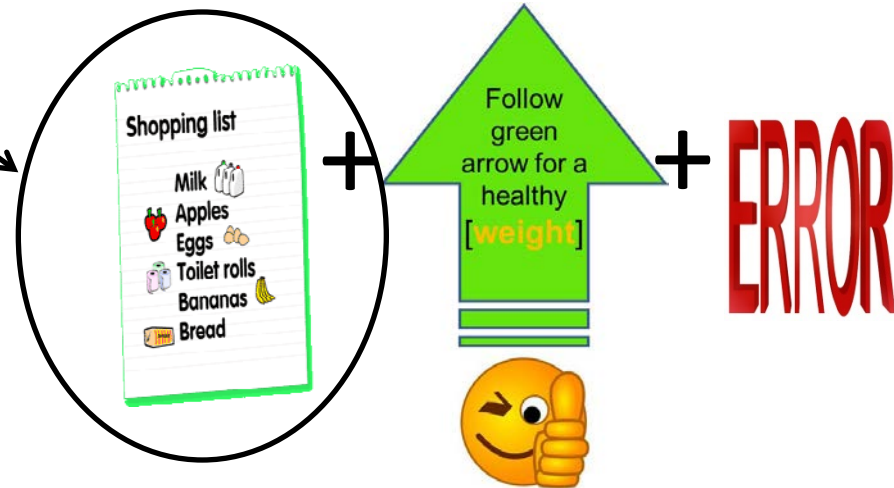 Shopping list
Milk
Apples
Eggs
Toilet rolls
Bananas
Bread
+
Follow
green
arrow for a
healthy
[weight]
+
ERROR